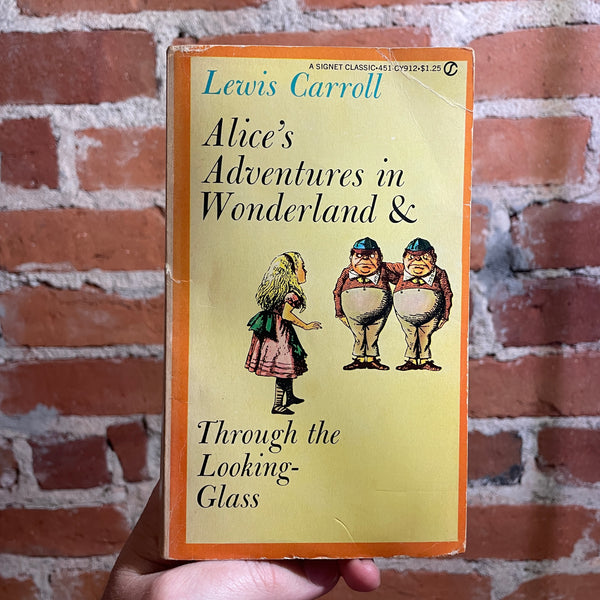 A SIGNET CLASSIC•451-CY912•$1.25
Lewis Carroll
Alice's
Adventures in
Wonderland &
Through the
Looking-
Glass